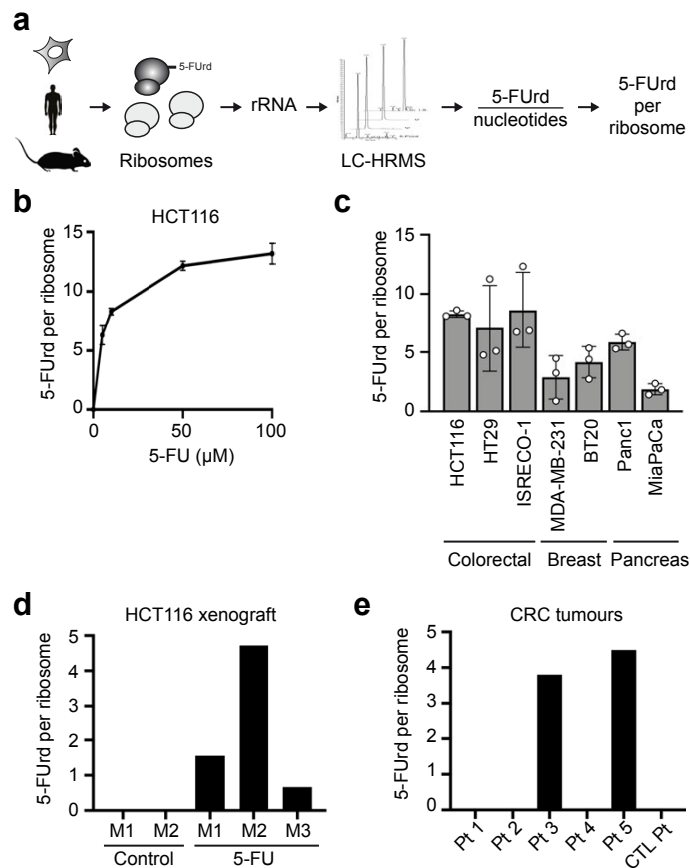 a
5-FUrd
Ribosomes
rRNA
LC-HRMS
5-FUrd
nucleotides
5-FUrd
per
ribosome
b
HCT116
5-FUrd per ribosome
15
10
5
0
0
50
100
5-FU (µM)
c
5-FUrd per ribosome
15
10
5
0
HCT116
HT29
ISRECO-1
MDA-MB-231
BT20
Panc1
MiaPaCa
Colorectal
Breast
Pancreas
d
HCT116 xenograft
5-FUrd per ribosome
5
4
3
2
1
0
M1 M2 M1 M2 M3
Control
5-FU
e
CRC tumours
5-FUrd per ribosome
5
4
3
2
1
0
Pt 1
Pt 2
Pt 3
Pt 4
Pt 5
CTL Pt